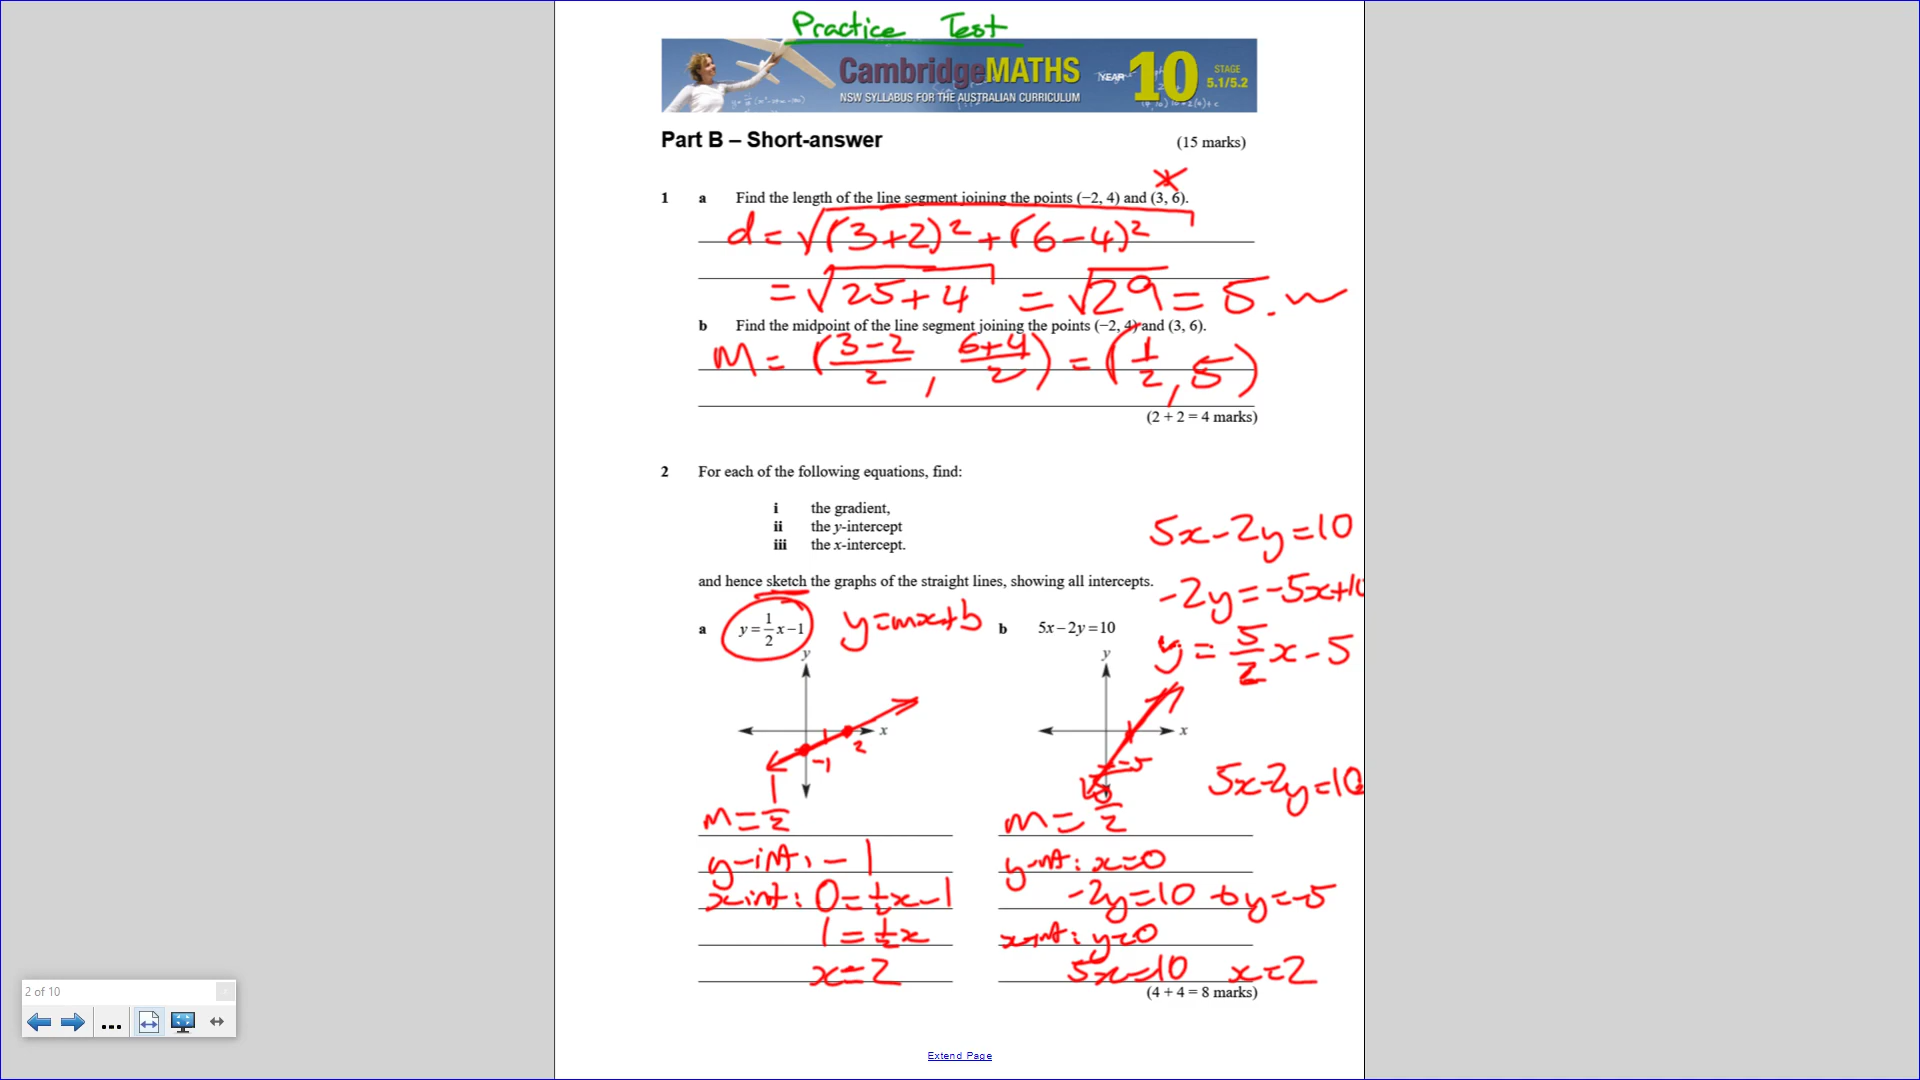 Practice Test
CambridgeMATHS YEAR 10 STAGE 5.1/5.2
NSW SYLLABUS FOR THE AUSTRALIAN CURRICULUM
Part B – Short-answer (15 marks)
1 a Find the length of the line segment joining the points (−2, 4) and (3, 6).
d = √(3+2)² + (6−4)²
= √25+4 = √29 = 5.
b Find the midpoint of the line segment joining the points (−2, 4) and (3, 6).
M = (3−2/2, 6+4/2) = (1/2, 5)
(2 + 2 = 4 marks)
2 For each of the following equations, find:
i the gradient,
ii the y-intercept
iii the x-intercept.
5x−2y=10
and hence sketch the graphs of the straight lines, showing all intercepts.
−2y=−5x+10
a y = 1/2 x − 1 y=mx+b b 5x − 2y = 10
y = 5/2 x − 5
y y
x x
2
−1 −5
5x−2y=10
m = 1/2 m = 5/2
y-int: −1 y-int: x=0
x int: 0 = 1/2 x − 1 −2y=10 y=−5
1 = 1/2 x x-int: y=0
x=2 5x=10 x=2
(4 + 4 = 8 marks)
2 of 10
...
Extend Page